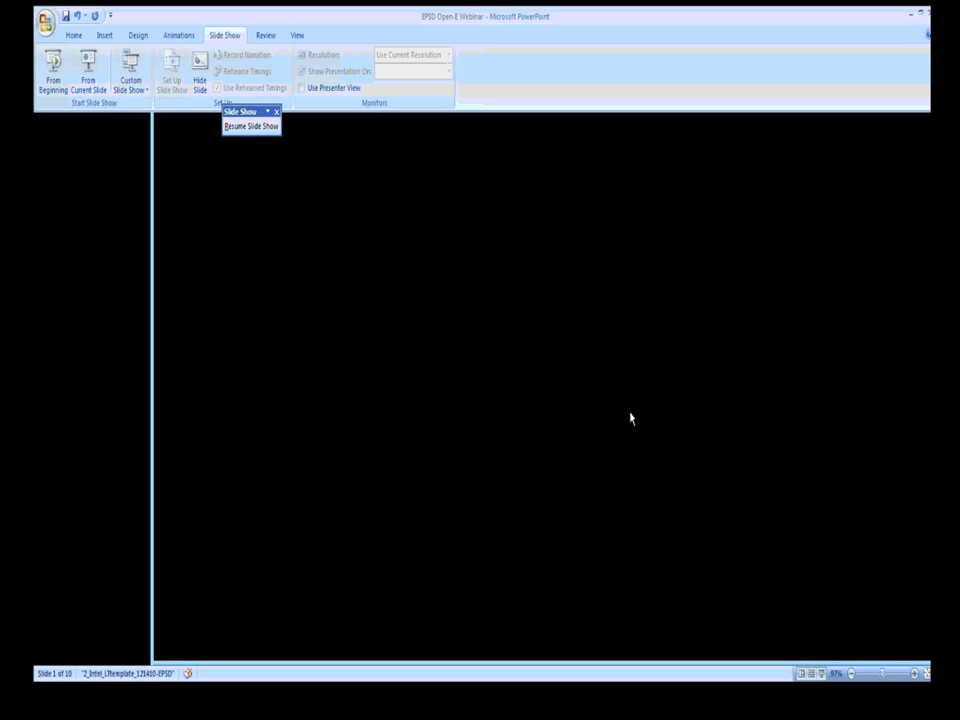 EPSD Open-E Webinar - Microsoft PowerPoint
Home Insert Design Animations Slide Show Review View
From Beginning
From Current Slide
Custom Slide Show
Start Slide Show
Set Up Slide Show
Hide Slide
Record Narration
Rehearse Timings
Use Rehearsed Timings
Set Up
Resolution:
Use Current Resolution
Show Presentation On:
Use Presenter View
Monitors
Slide Show
Resume Slide Show
Slide 1 of 10 "2_Intel_LTtemplate_121410-EPSD" 97%